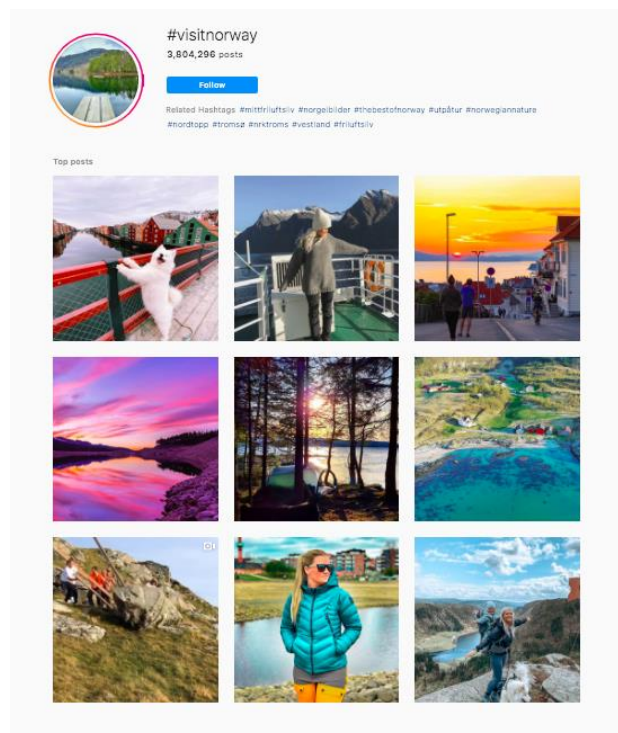 #visitnorway
3,804,296 posts
Follow
Related Hashtags #mittfriluftsliv #norgeibilder #thebestofnorway #utpåtur #norwegiannature
#nordtopp #tromsø #nrktroms #vestland #friluftsliv
Top posts